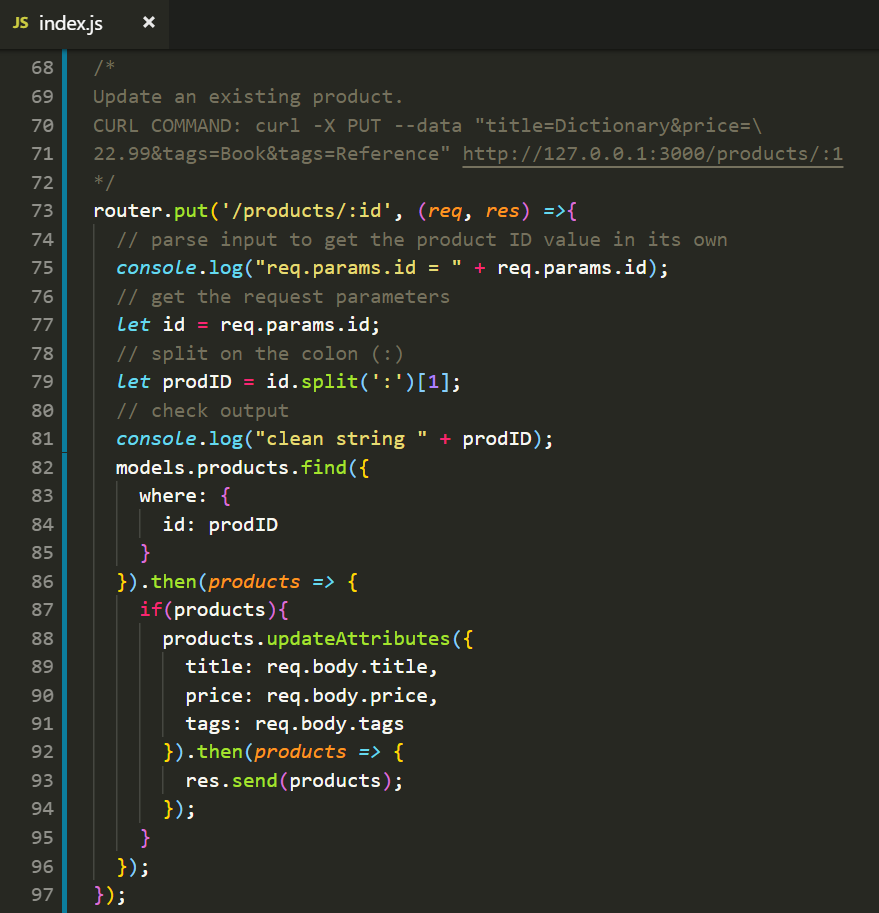 JS index.js ×
68 /*
69 Update an existing product.
70 CURL COMMAND: curl -X PUT --data "title=Dictionary&price=\
71 22.99&tags=Book&tags=Reference" http://127.0.0.1:3000/products/:1
72 */
73 router.put('/products/:id', (req, res) =>{
74   // parse input to get the product ID value in its own
75   console.log("req.params.id = " + req.params.id);
76   // get the request parameters
77   let id = req.params.id;
78   // split on the colon (:)
79   let prodID = id.split(':')[1];
80   // check output
81   console.log("clean string " + prodID);
82   models.products.find({
83     where: {
84       id: prodID
85     }
86   }).then(products => {
87     if(products){
88       products.updateAttributes({
89         title: req.body.title,
90         price: req.body.price,
91         tags: req.body.tags
92       }).then(products => {
93         res.send(products);
94       });
95     }
96   });
97 });